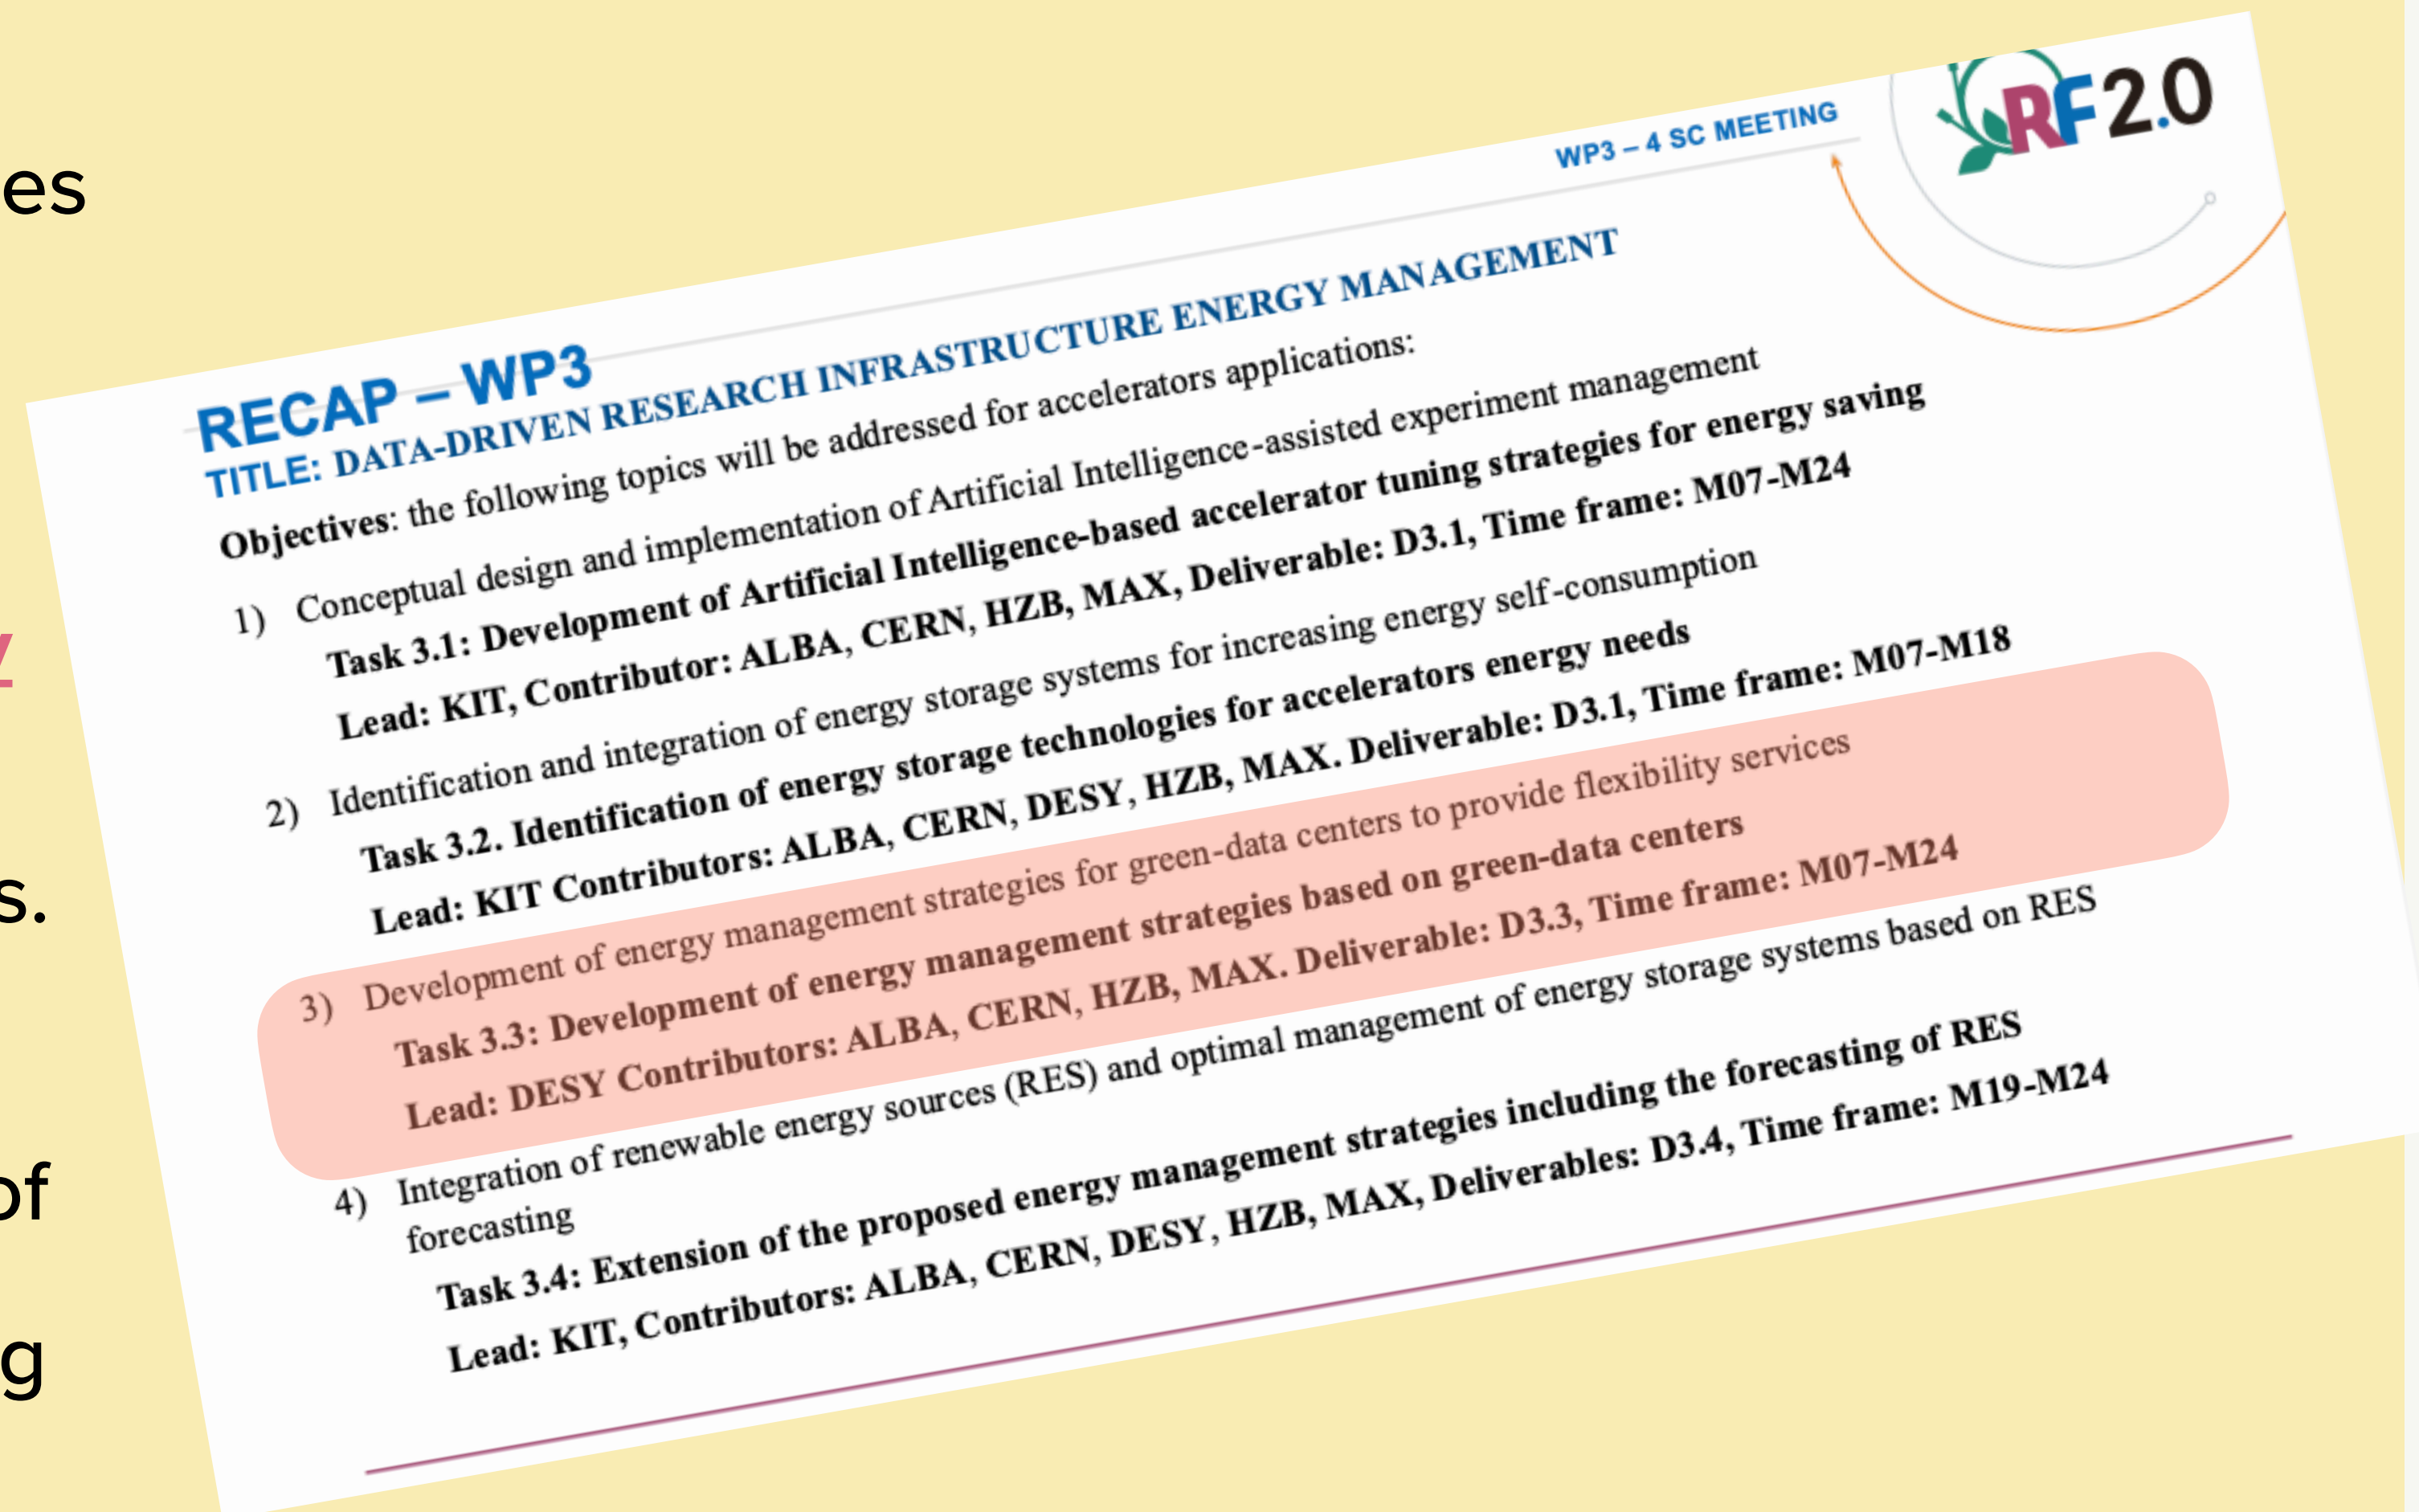 es
y
s.
of
g
WP3 – 4 SC MEETING
RF2.0
RECAP – WP3
TITLE: DATA-DRIVEN RESEARCH INFRASTRUCTURE ENERGY MANAGEMENT
Objectives: the following topics will be addressed for accelerators applications:
1) Conceptual design and implementation of Artificial Intelligence-assisted experiment management
Task 3.1: Development of Artificial Intelligence-based accelerator tuning strategies for energy saving
Lead: KIT, Contributor: ALBA, CERN, HZB, MAX, Deliverable: D3.1, Time frame: M07-M24
2) Identification and integration of energy storage systems for increasing energy self-consumption
Task 3.2. Identification of energy storage technologies for accelerators energy needs
Lead: KIT Contributors: ALBA, CERN, DESY, HZB, MAX. Deliverable: D3.1, Time frame: M07-M18
3) Development of energy management strategies for green-data centers to provide flexibility services
Task 3.3: Development of energy management strategies based on green-data centers
Lead: DESY Contributors: ALBA, CERN, HZB, MAX. Deliverable: D3.3, Time frame: M07-M24
4) Integration of renewable energy sources (RES) and optimal management of energy storage systems based on RES
forecasting
Task 3.4: Extension of the proposed energy management strategies including the forecasting of RES
Lead: KIT, Contributors: ALBA, CERN, DESY, HZB, MAX, Deliverables: D3.4, Time frame: M19-M24